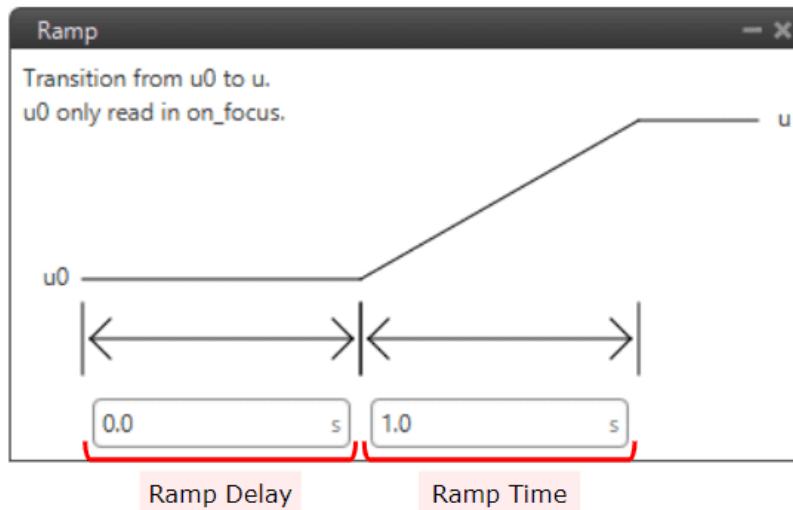 Ramp
Transition from u0 to u.
u0 only read in on_focus.
u
u0
0.0 s 1.0 s
Ramp Delay Ramp Time